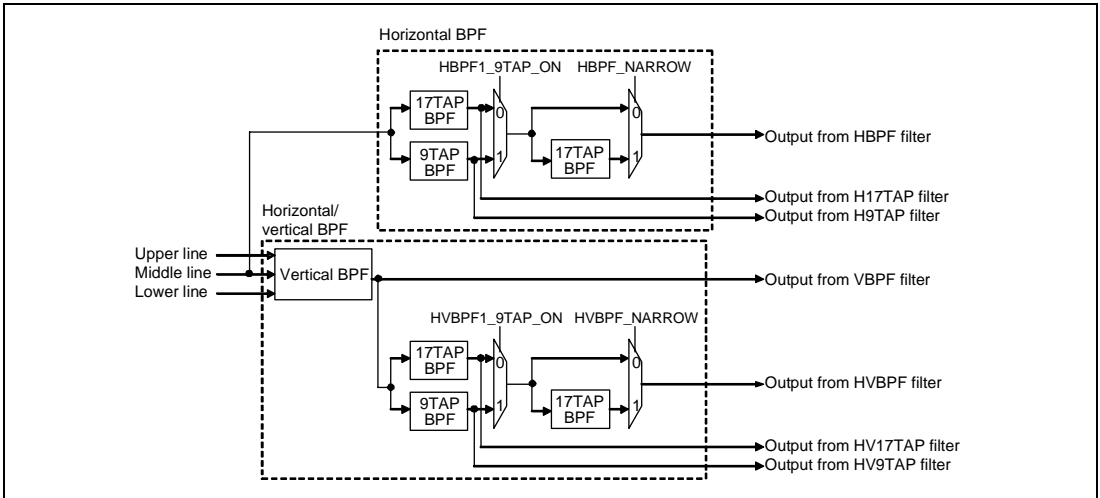 Horizontal BPF
HBPF1_9TAP_ON HBPF_NARROW
17TAP
BPF
0
0
Output from HBPF filter
9TAP
BPF
1
17TAP
BPF
1
Output from H17TAP filter
Output from H9TAP filter
Horizontal/
vertical BPF
Upper line
Middle line
Lower line
Vertical BPF
Output from VBPF filter
HVBPF1_9TAP_ON HVBPF_NARROW
17TAP
BPF
0
0
Output from HVBPF filter
9TAP
BPF
1
17TAP
BPF
1
Output from HV17TAP filter
Output from HV9TAP filter